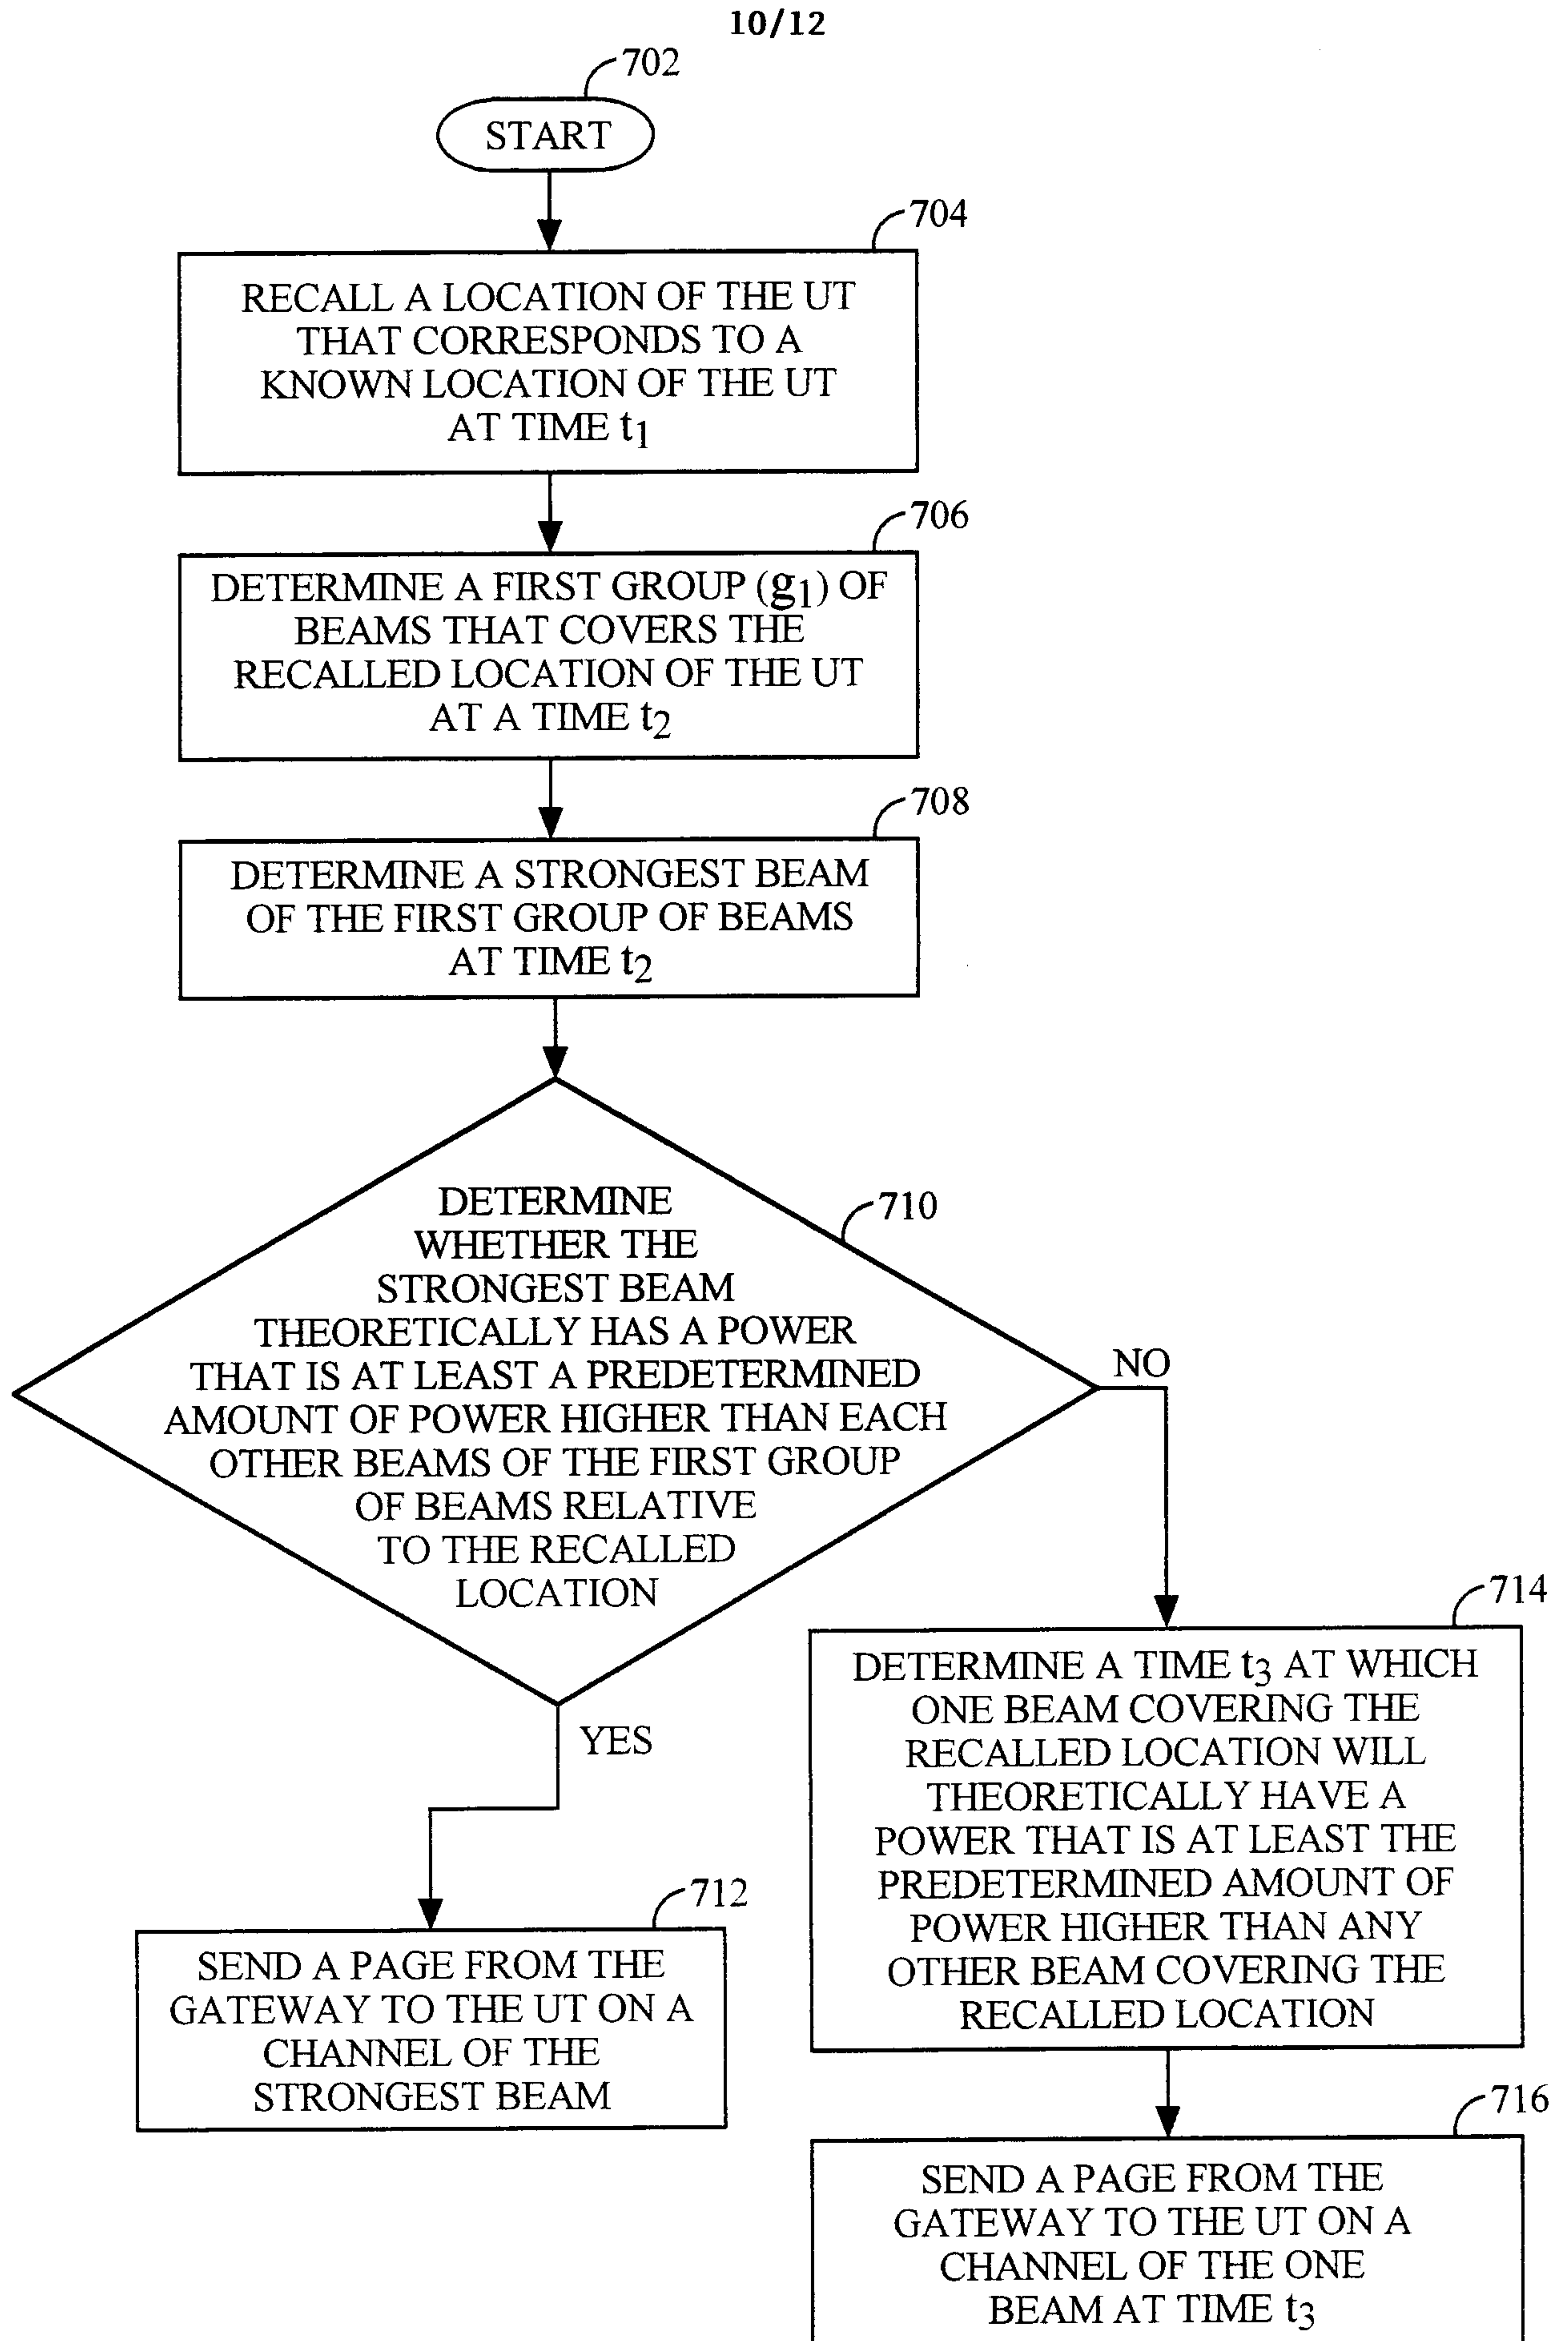 10/12
702
START
704
RECALL A LOCATION OF THE UT
THAT CORRESPONDS TO A
KNOWN LOCATION OF THE UT
AT TIME t1
706
DETERMINE A FIRST GROUP (g1) OF
BEAMS THAT COVERS THE
RECALLED LOCATION OF THE UT
AT A TIME t2
708
DETERMINE A STRONGEST BEAM
OF THE FIRST GROUP OF BEAMS
AT TIME t2
710
DETERMINE
WHETHER THE
STRONGEST BEAM
THEORETICALLY HAS A POWER
THAT IS AT LEAST A PREDETERMINED
AMOUNT OF POWER HIGHER THAN EACH
OTHER BEAMS OF THE FIRST GROUP
OF BEAMS RELATIVE
TO THE RECALLED
LOCATION
NO
YES
712
SEND A PAGE FROM THE
GATEWAY TO THE UT ON A
CHANNEL OF THE
STRONGEST BEAM
714
DETERMINE A TIME t3 AT WHICH
ONE BEAM COVERING THE
RECALLED LOCATION WILL
THEORETICALLY HAVE A
POWER THAT IS AT LEAST THE
PREDETERMINED AMOUNT OF
POWER HIGHER THAN ANY
OTHER BEAM COVERING THE
RECALLED LOCATION
716
SEND A PAGE FROM THE
GATEWAY TO THE UT ON A
CHANNEL OF THE ONE
BEAM AT TIME t3